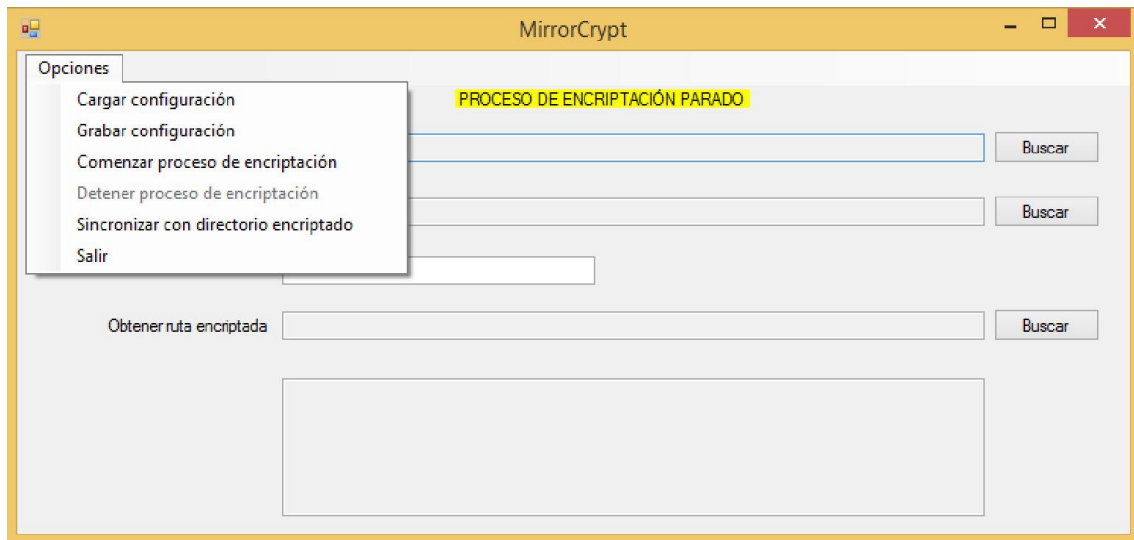 MirrorCrypt
Opciones
Cargar configuración
Grabar configuración
Comenzar proceso de encriptación
Detener proceso de encriptación
Sincronizar con directorio encriptado
Salir
PROCESO DE ENCRIPTACIÓN PARADO
Buscar
Buscar
Obtener ruta encriptada
Buscar